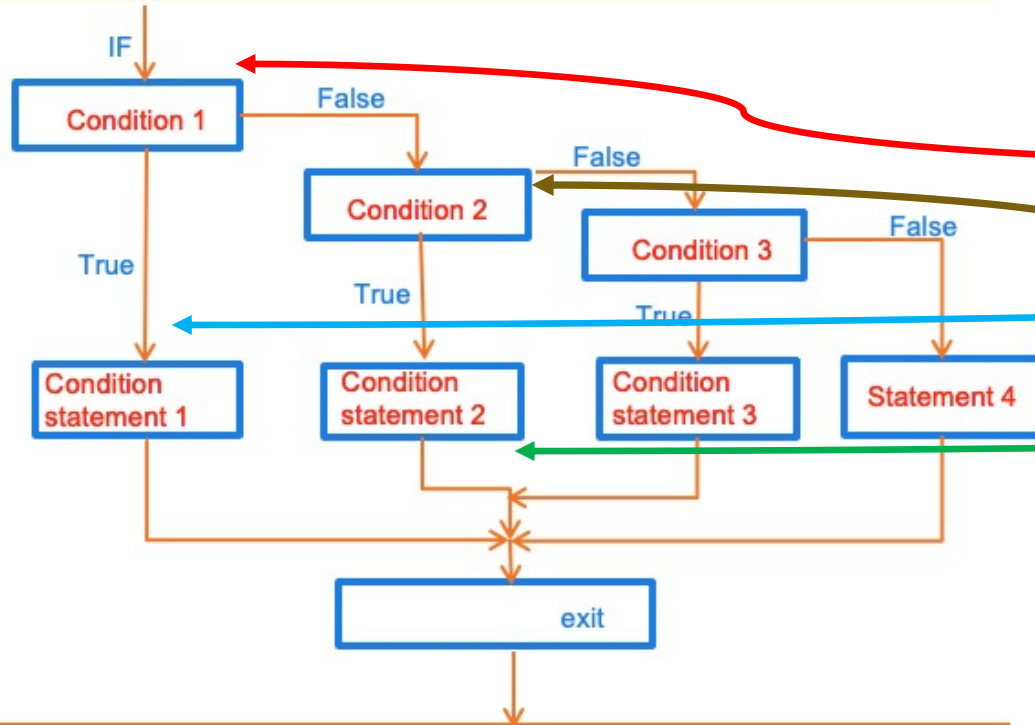 IF
Condition 1
False
Condition 2
False
Condition 3
False
True
True
True
Condition
statement 1
Condition
statement 2
Condition
statement 3
Statement 4
exit